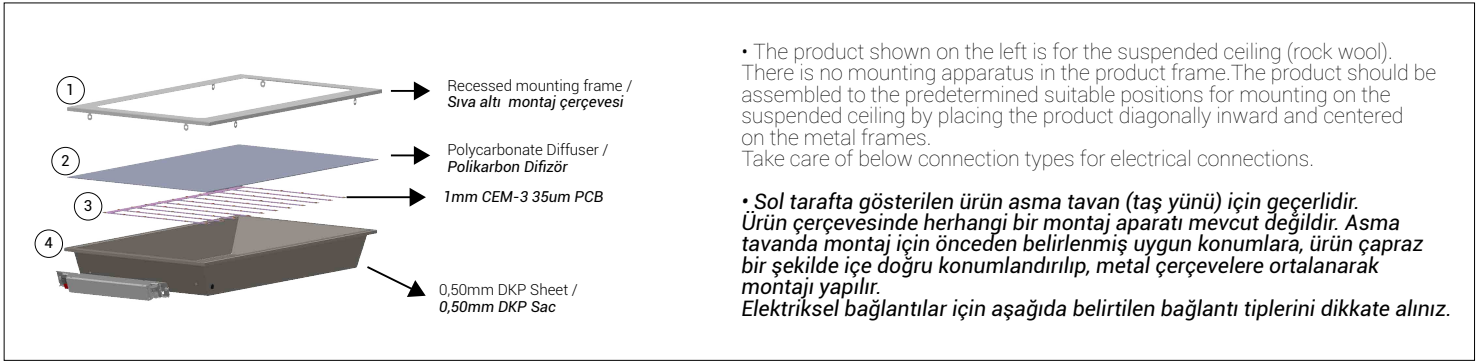 1
Recessed mounting frame /
Sıva altı montaj çerçevesi
2
Polycarbonate Diffuser /
Polikarbon Difizör
3
1mm CEM-3 35um PCB
4
0,50mm DKP Sheet /
0,50mm DKP Sac
• The product shown on the left is for the suspended ceiling (rock wool).
There is no mounting apparatus in the product frame.The product should be
assembled to the predetermined suitable positions for mounting on the
suspended ceiling by placing the product diagonally inward and centered
on the metal frames.
Take care of below connection types for electrical connections.
• Sol tarafta gösterilen ürün asma tavan (taş yünü) için geçerlidir.
Ürün çerçevesinde herhangi bir montaj aparatı mevcut değildir. Asma
tavanda montaj için önceden belirlenmiş uygun konumlara, ürün çapraz
bir şekilde içe doğru konumlandırılıp, metal çerçevelere ortalanarak
montajı yapılır.
Elektriksel bağlantılar için aşağıda belirtilen bağlantı tiplerini dikkate alınız.